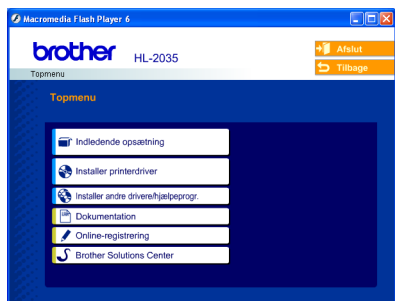 Macromedia Flash Player 6
brother
HL-2035
Afslut
Tilbage
Topmenu
Topmenu
Indledende opsætning
Installer printerdriver
Installer andre drivere/hjælpeprogr.
Dokumentation
Online-registrering
Brother Solutions Center